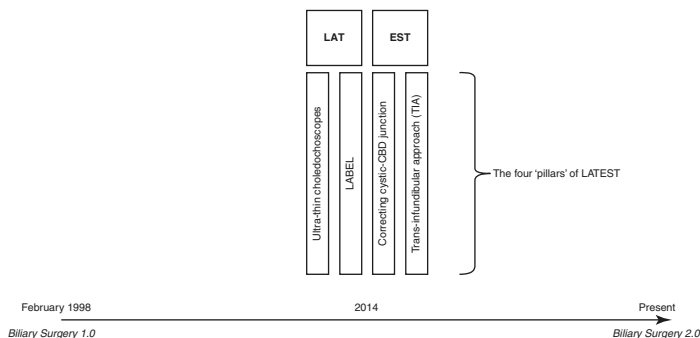 LAT
EST
Ultra-thin choledochoscopes
LABEL
Correcting cystic-CBD junction
Trans-infundibular approach (TIA)
The four ‘pillars’ of LATEST
February 1998
2014
Present
Biliary Surgery 1.0
Biliary Surgery 2.0